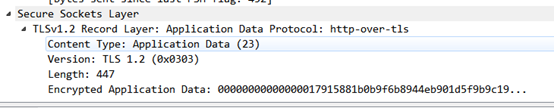 [bytes sent since last PSH flag: 492]
Secure Sockets Layer
TLSv1.2 Record Layer: Application Data Protocol: http-over-tls
Content Type: Application Data (23)
Version: TLS 1.2 (0x0303)
Length: 447
Encrypted Application Data: 00000000000000017915881b0b9f6b8944eb901d5f9b9c19...